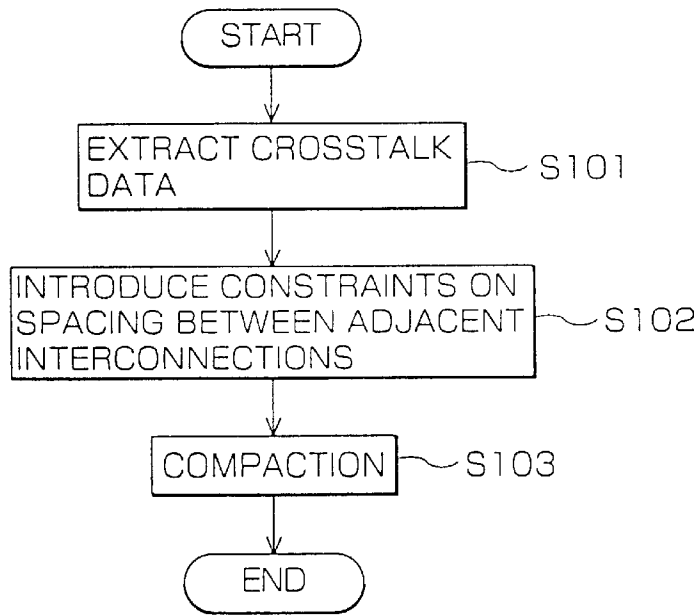 START
EXTRACT CROSSTALK
DATA
S101
INTRODUCE CONSTRAINTS ON
SPACING BETWEEN ADJACENT
INTERCONNECTIONS
S102
COMPACTION
S103
END